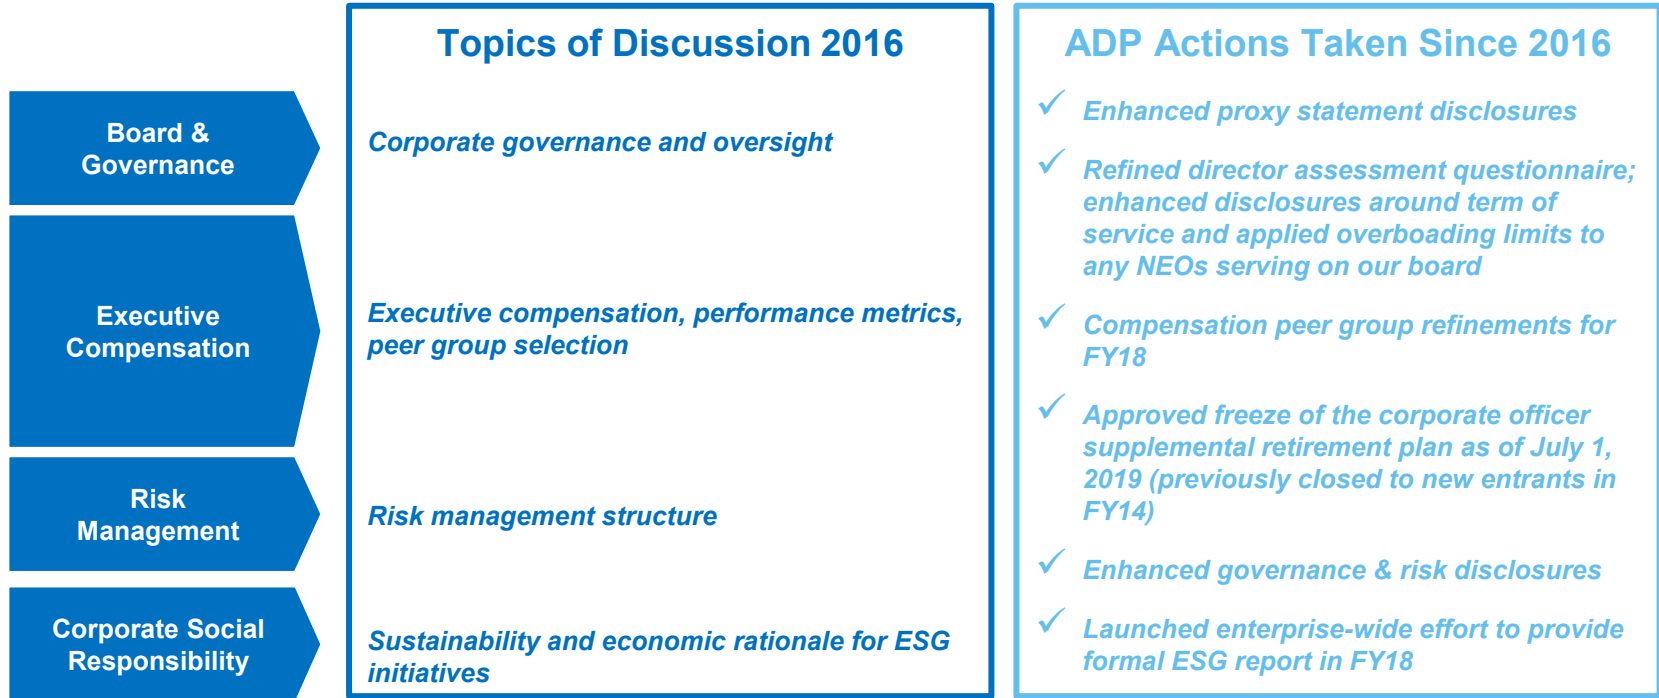 Topics of Discussion 2016
ADP Actions Taken Since 2016
Board &
Governance
Corporate governance and oversight
✓ Enhanced proxy statement disclosures
✓ Refined director assessment questionnaire;
enhanced disclosures around term of
service and applied overboading limits to
any NEOs serving on our board
Executive
Compensation
Executive compensation, performance metrics,
peer group selection
✓ Compensation peer group refinements for
FY18
✓ Approved freeze of the corporate officer
supplemental retirement plan as of July 1,
2019 (previously closed to new entrants in
FY14)
Risk
Management
Risk management structure
✓ Enhanced governance & risk disclosures
Corporate Social
Responsibility
Sustainability and economic rationale for ESG
initiatives
✓ Launched enterprise-wide effort to provide
formal ESG report in FY18